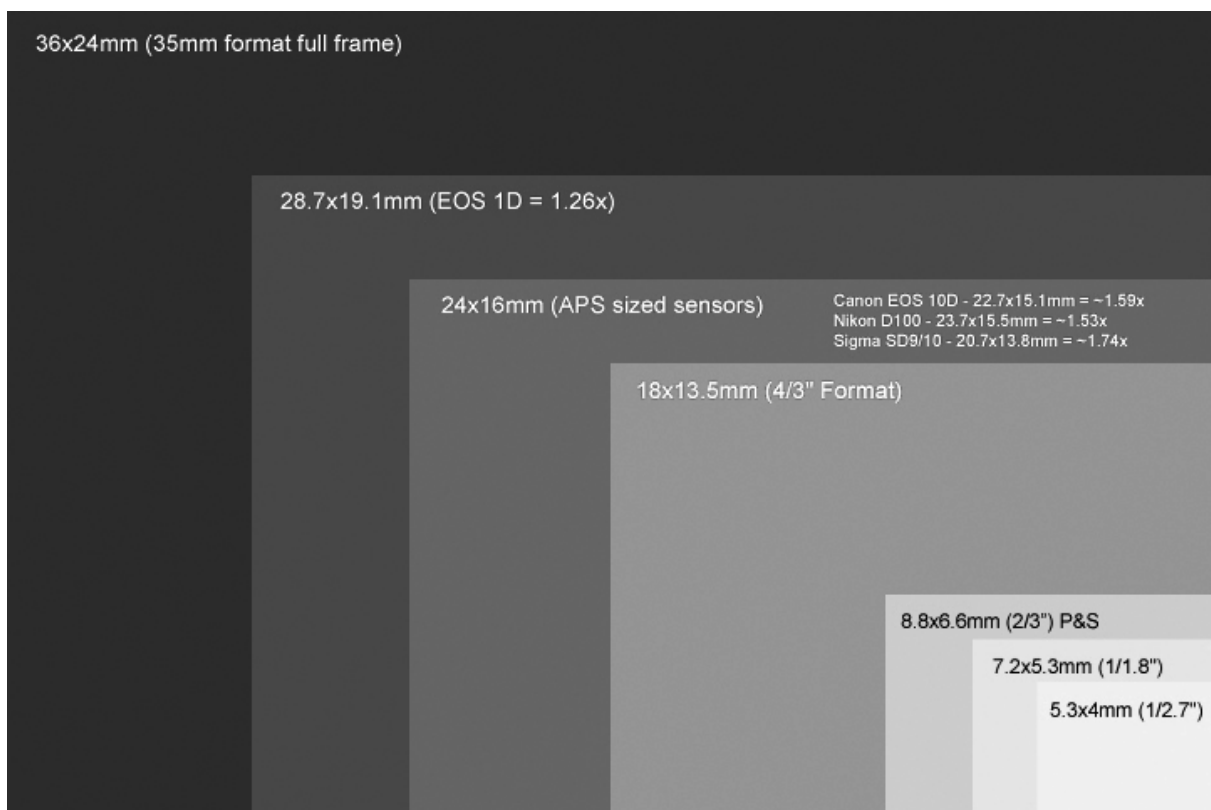 36x24mm (35mm format full frame)
28.7x19.1mm (EOS 1D = 1.26x)
24x16mm (APS sized sensors)
Canon EOS 10D - 22.7x15.1mm = ~1.59x
Nikon D100 - 23.7x15.5mm = ~1.53x
Sigma SD9/10 - 20.7x13.8mm = ~1.74x
18x13.5mm (4/3" Format)
8.8x6.6mm (2/3") P&S
7.2x5.3mm (1/1.8")
5.3x4mm (1/2.7")